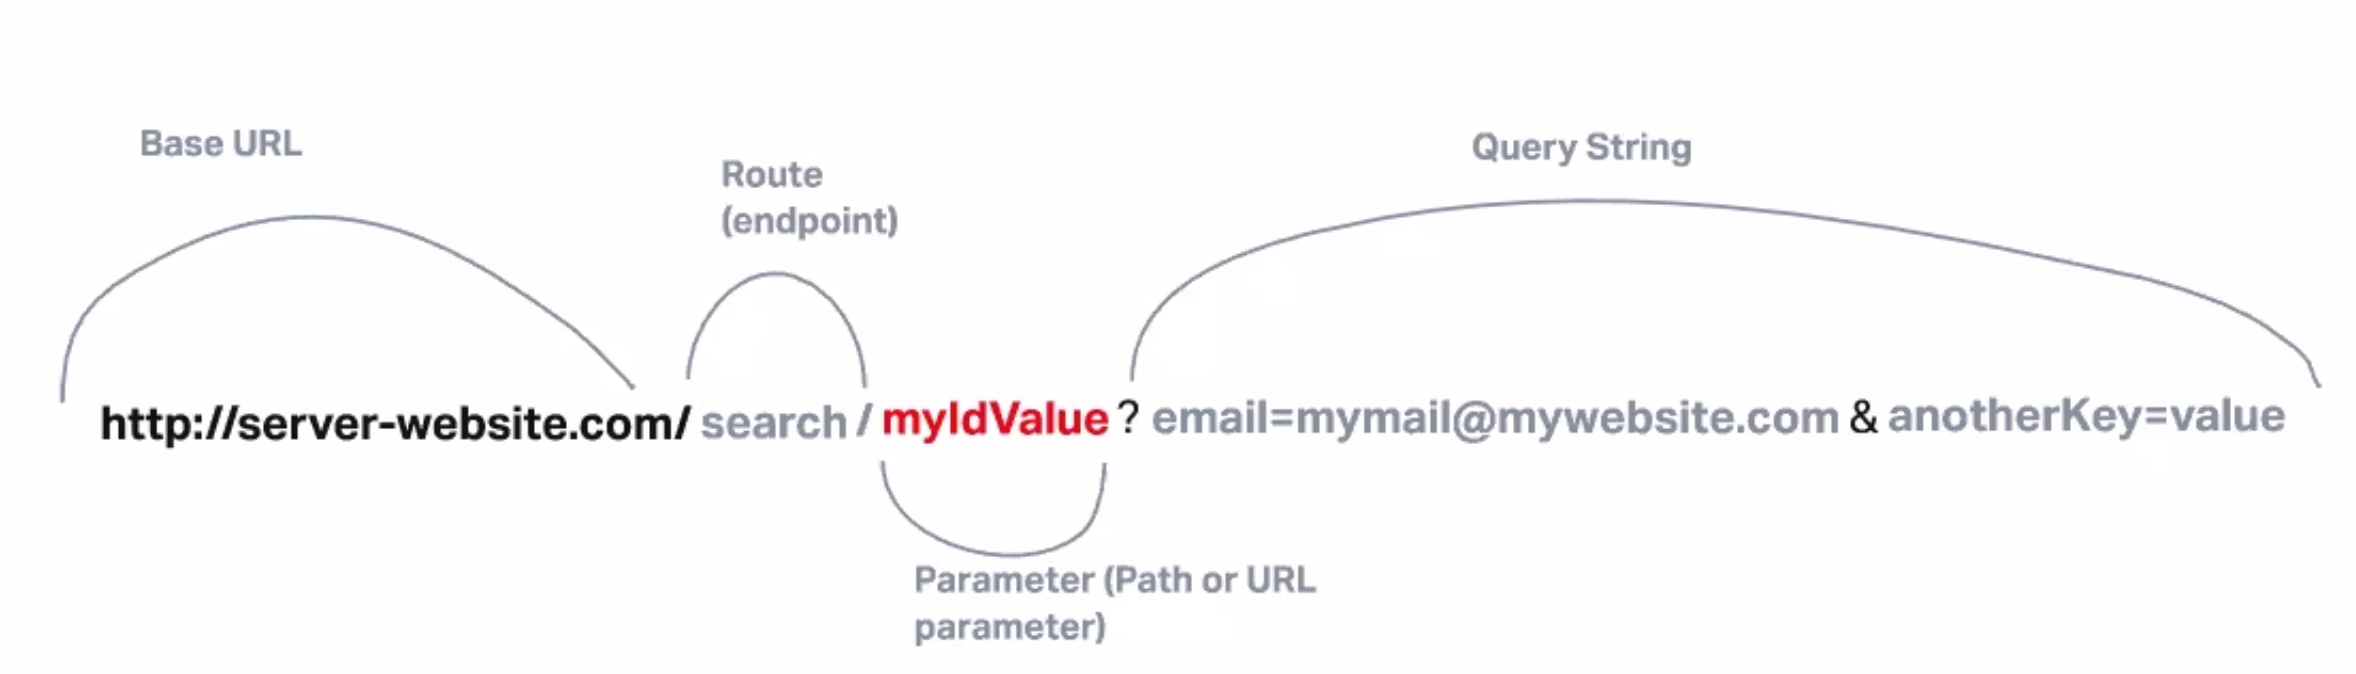 Base URL
Route
(endpoint)
Query String
http://server-website.com/ search / myIdValue ? email=mymail@mywebsite.com & anotherKey=value
Parameter (Path or URL
parameter)